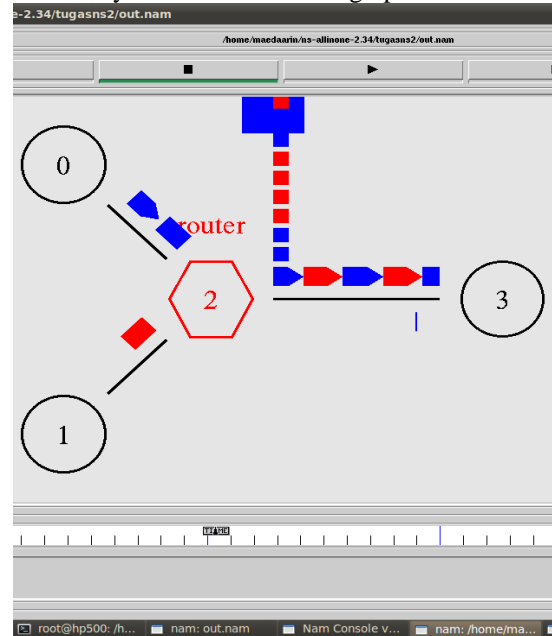 e-2.34/tugasns2/out.nam
/home/maedaarin/ns-allinone-2.34/tugasns2/out.nam
0
router
2
3
1
TIME
root@hp500: /h...
nam: out.nam
Nam Console v...
nam: /home/ma...